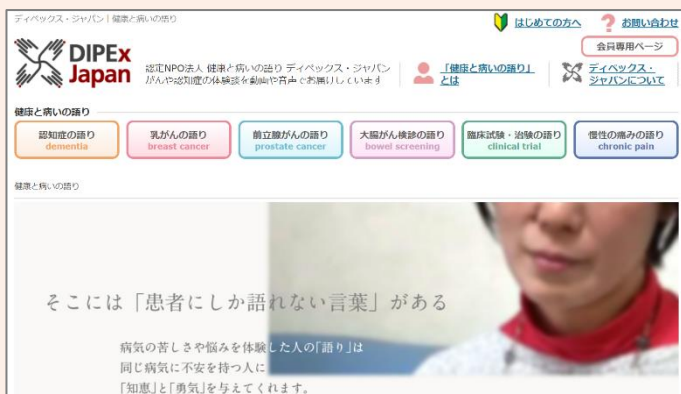 ディペックス・ジャパン｜健康と病いの語り
はじめての方へ
お問い合わせ
会員専用ページ
DIPEx
Japan
認定NPO法人 健康と病いの語り ディペックス・ジャパン
がんや認知症の体験談を動画や音声でお届けしています
「健康と病いの語り」
とは
ディペックス・
ジャパンについて
健康と病いの語り
認知症の語り
dementia
乳がんの語り
breast cancer
前立腺がんの語り
prostate cancer
大腸がん検診の語り
bowel screening
臨床試験・治験の語り
clinical trial
慢性の痛みの語り
chronic pain
健康と病いの語り
そこには「患者にしか語れない言葉」がある
病気の苦しさや悩みを体験した人の「語り」は
同じ病気に不安を持つ人に
「知恵」と「勇気」を与えてくれます。